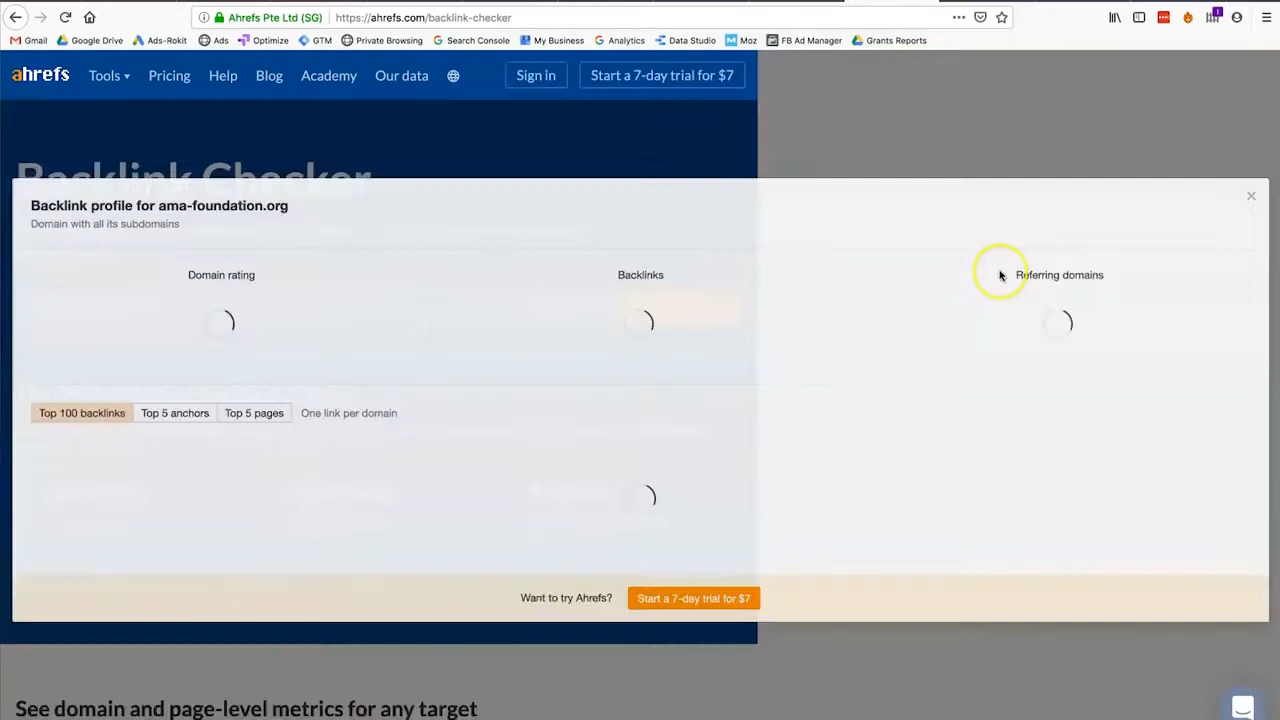 Ahrefs Pte Ltd (SG) https://ahrefs.com/backlink-checker
Gmail Google Drive Ads-Rokit Ads Optimize GTM Private Browsing Search Console My Business Analytics Data Studio Moz FB Ad Manager Grants Reports
ahrefs Tools Pricing Help Blog Academy Our data Sign in Start a 7-day trial for $7
Backlink Checker
Backlink profile for ama-foundation.org
Domain with all its subdomains
Domain rating Backlinks Referring domains
Top 100 backlinks Top 5 anchors Top 5 pages One link per domain
Want to try Ahrefs? Start a 7-day trial for $7
See domain and page-level metrics for any target